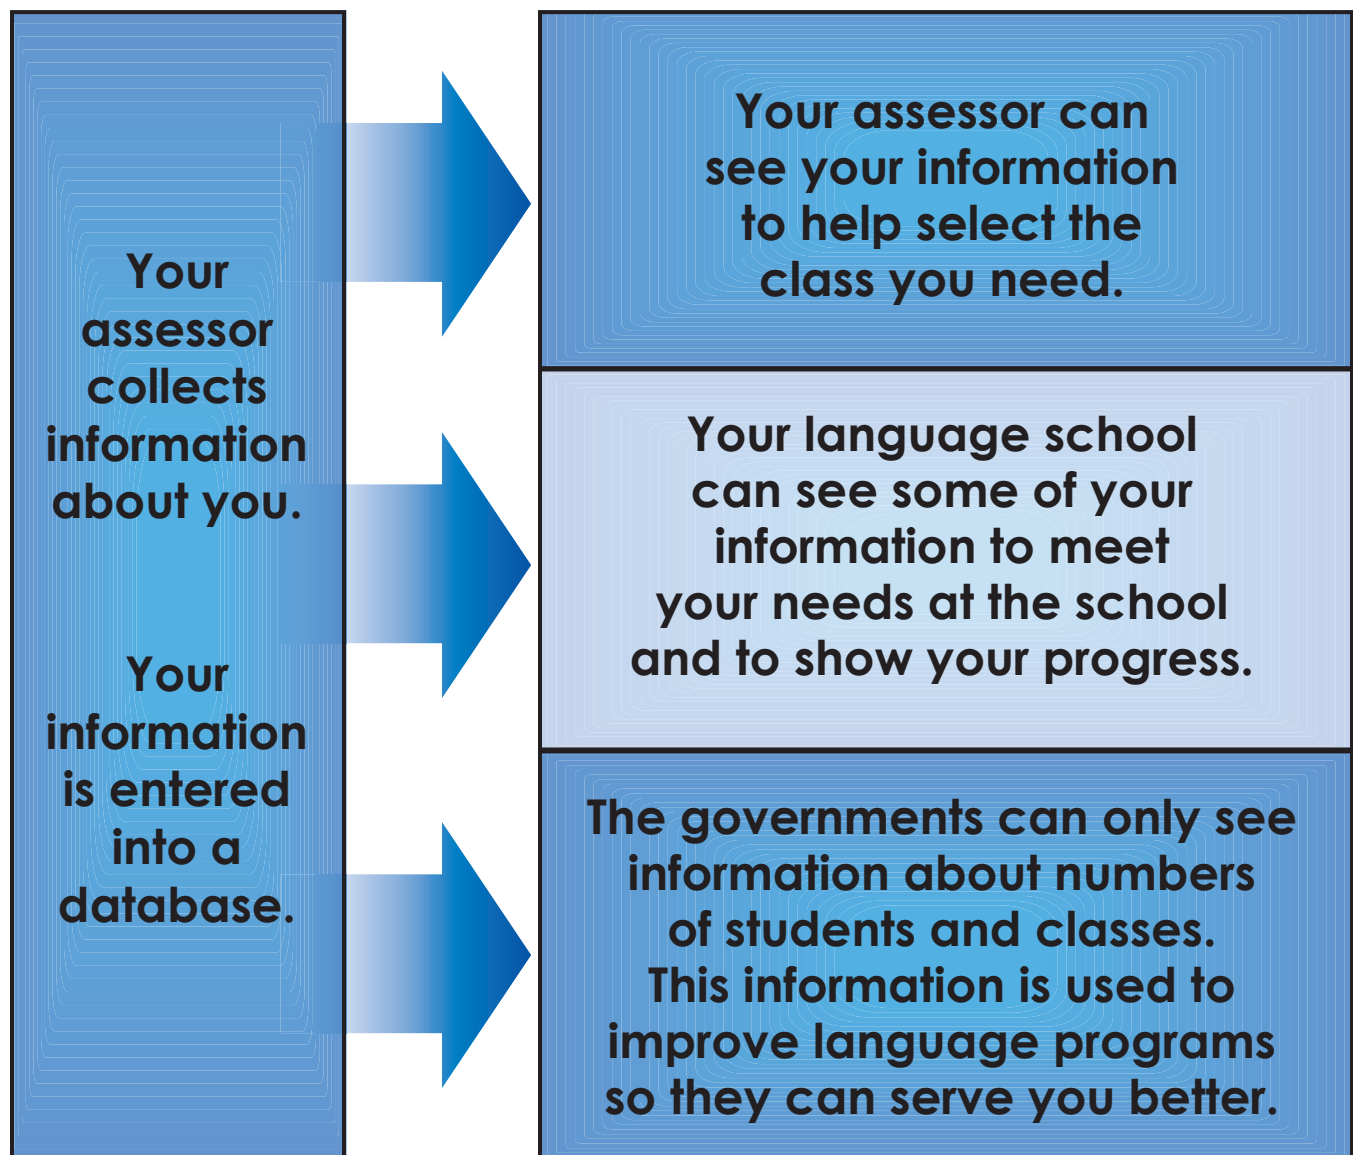 Your
assessor
collects
information
about you.
Your
information
is entered
into a
database.
Your assessor can
see your information
to help select the
class you need.
Your language school
can see some of your
information to meet
your needs at the school
and to show your progress.
The governments can only see
information about numbers
of students and classes.
This information is used to
improve language programs
so they can serve you better.